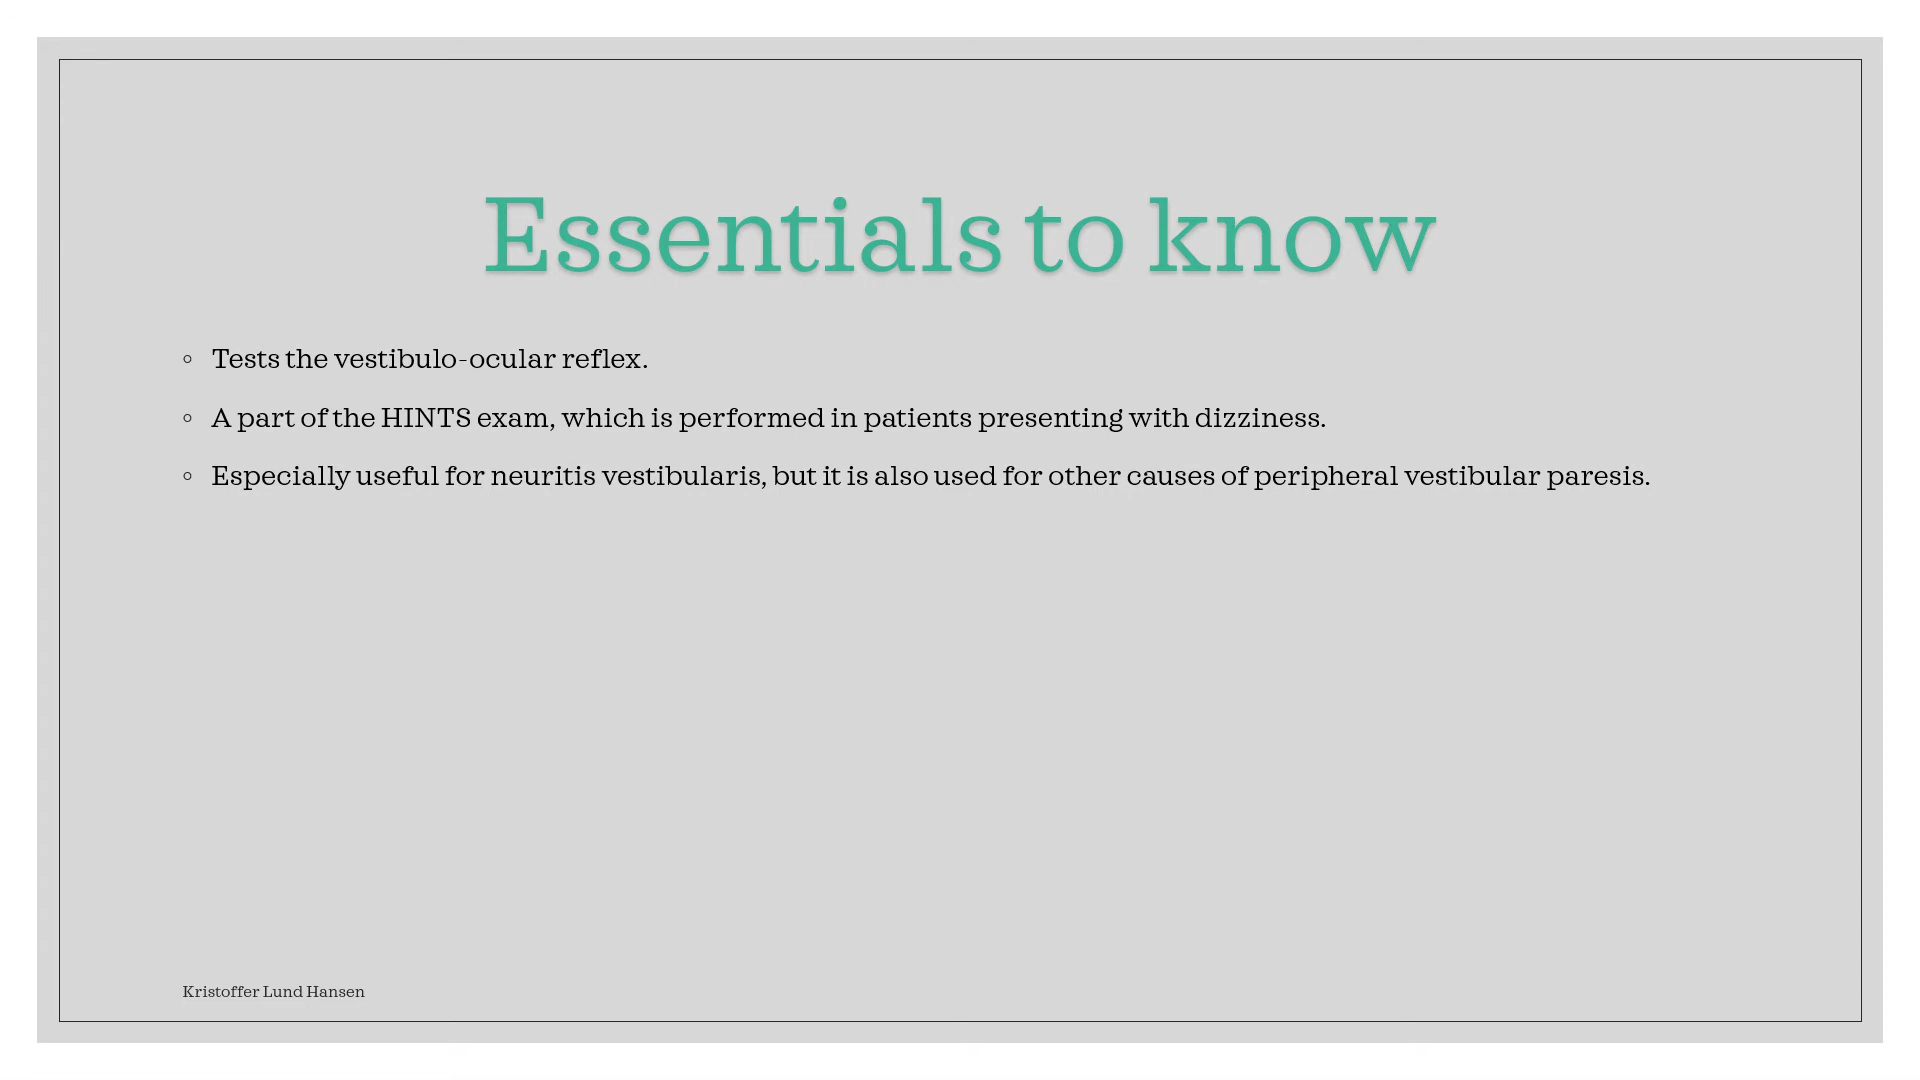 Essentials to know
◦ Tests the vestibulo-ocular reflex.
◦ A part of the HINTS exam, which is performed in patients presenting with dizziness.
◦ Especially useful for neuritis vestibularis, but it is also used for other causes of peripheral vestibular paresis.
Kristoffer Lund Hansen